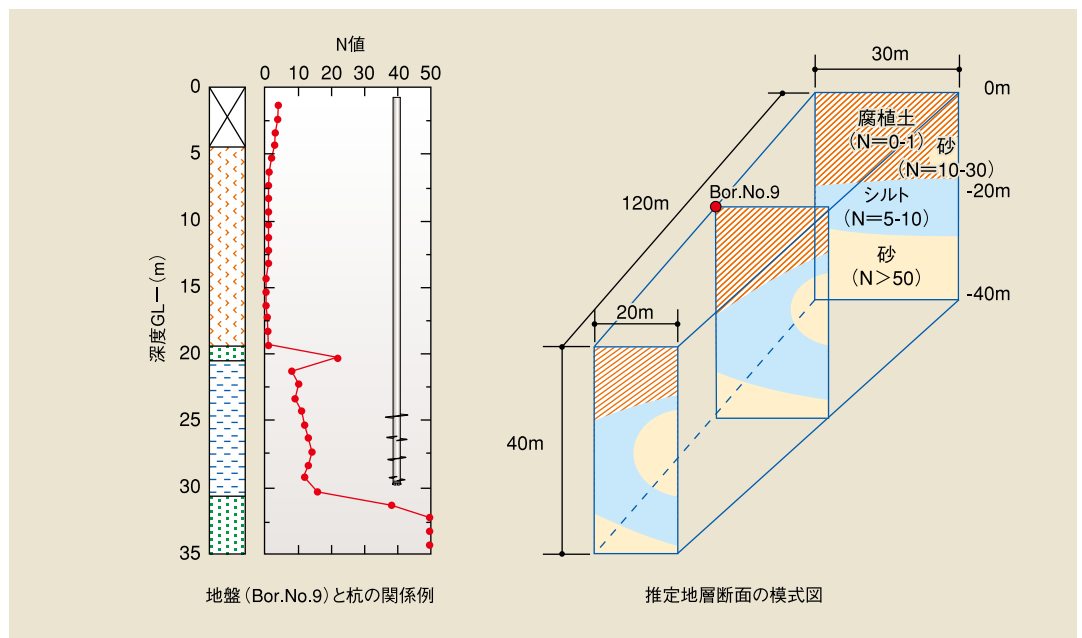 N値
0 10 20 30 40 50
0
5
10
15
20
25
30
35
深度GLー(m)
地盤(Bor.No.9)と杭の関係例
30m
0m
腐植土
(N=0-1)
砂
(N=10-30)
-20m
シルト
(N=5-10)
砂
(N>50)
-40m
Bor.No.9
120m
20m
40m
推定地層断面の模式図